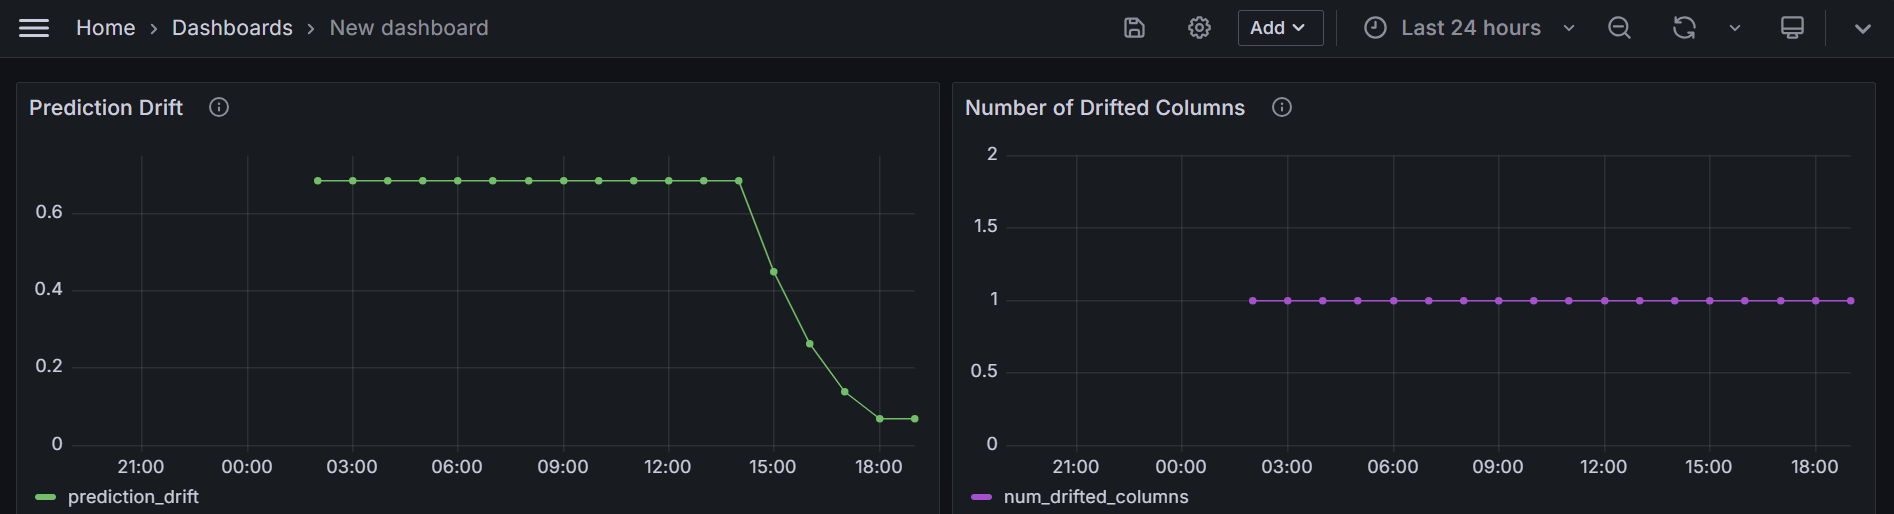 Home › Dashboards › New dashboard
Add
Last 24 hours
Prediction Drift
0.6
0.4
0.2
0
21:00 00:00 03:00 06:00 09:00 12:00 15:00 18:00
prediction_drift
Number of Drifted Columns
2
1.5
1
0.5
0
21:00 00:00 03:00 06:00 09:00 12:00 15:00 18:00
num_drifted_columns